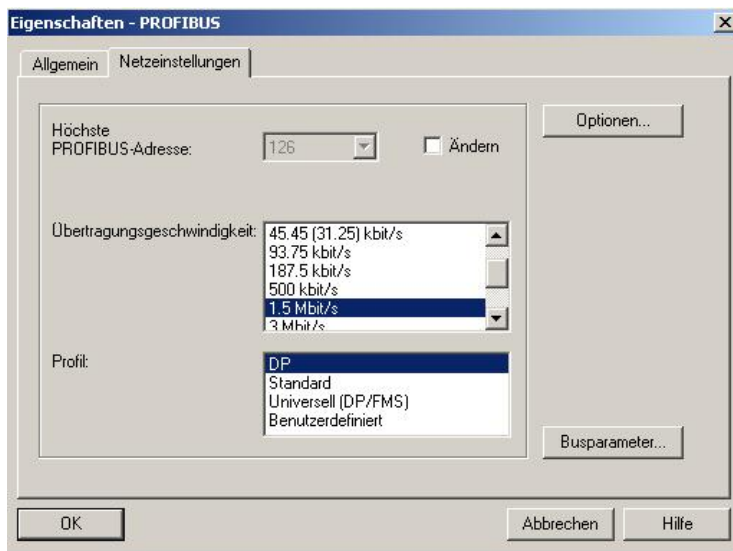 Eigenschaften - PROFIBUS
Allgemein
Netzeinstellungen
Höchste
PROFIBUS-Adresse:
126
Ändern
Optionen...
Übertragungsgeschwindigkeit:
45.45 (31.25) kbit/s
93.75 kbit/s
187.5 kbit/s
500 kbit/s
1.5 Mbit/s
3 Mbit/s
Profil:
DP
Standard
Universell (DP/FMS)
Benutzerdefiniert
Busparameter...
OK
Abbrechen
Hilfe